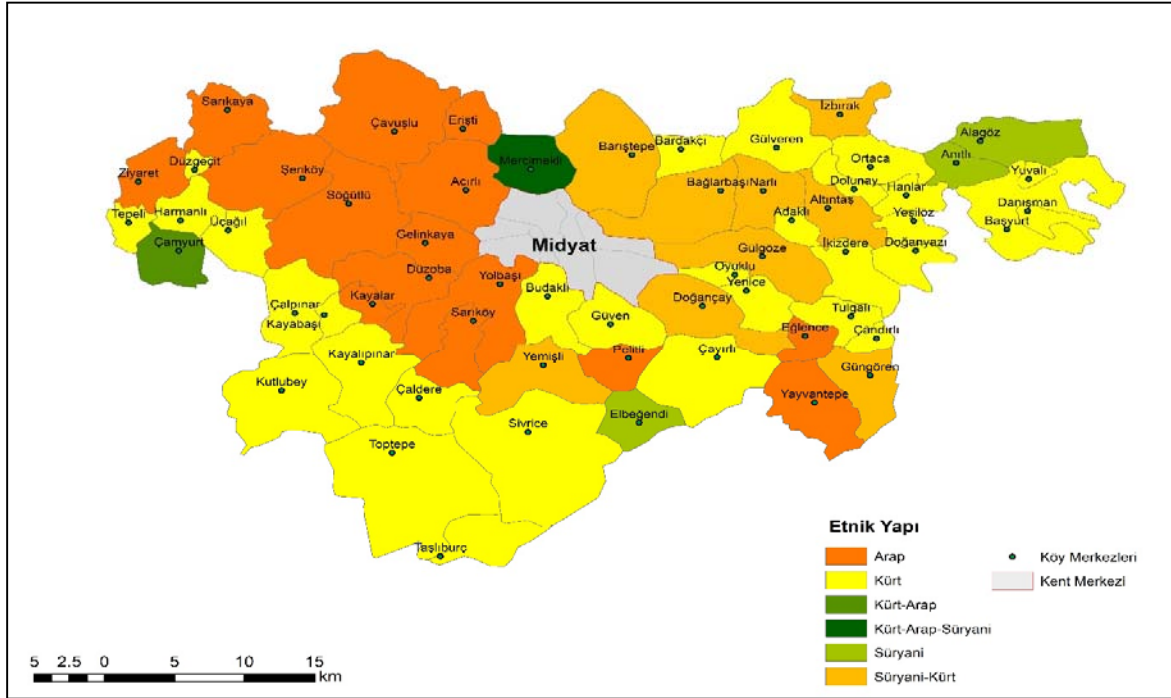 Sarıkaya
Çavuşlu
Erişti
İzbırak
Alagöz
Barıştepe
Bardakçı
Gülveren
Düzgeçit
Mercimekli
Ortaca
Anıtlı
Ziyaret
Şenköy
Acırlı
Bağlarbaşı
Narlı
Dolunay
Hanlar
Yuvalı
Söğütlü
Altıntaş
Tepeli
Harmanlı
Üçağıl
Adaklı
Yeşilöz
Danışman
Başyurt
Çamyurt
Gelinkaya
Midyat
Gülgöze
İkizdere
Doğanyazı
Düzoba
Yolbaşı
Oyuklu
Yenice
Kayalar
Budaklı
Doğançay
Çalpınar
Kayabaşı
Sarıköy
Güven
Tulgalı
Eğlence
Çandırlı
Kayalıpınar
Yemişli
Politli
Çayırlı
Güngören
Kutlubey
Çaldere
Yayvantepe
Elbeğendi
Sivrice
Toptepe
Taşlıburç
Etnik Yapı
Arap
Kürt
Kürt-Arap
Kürt-Arap-Süryani
Süryani
Süryani-Kürt
Köy Merkezleri
Kent Merkezi
5 2.5 0 5 10 15
km